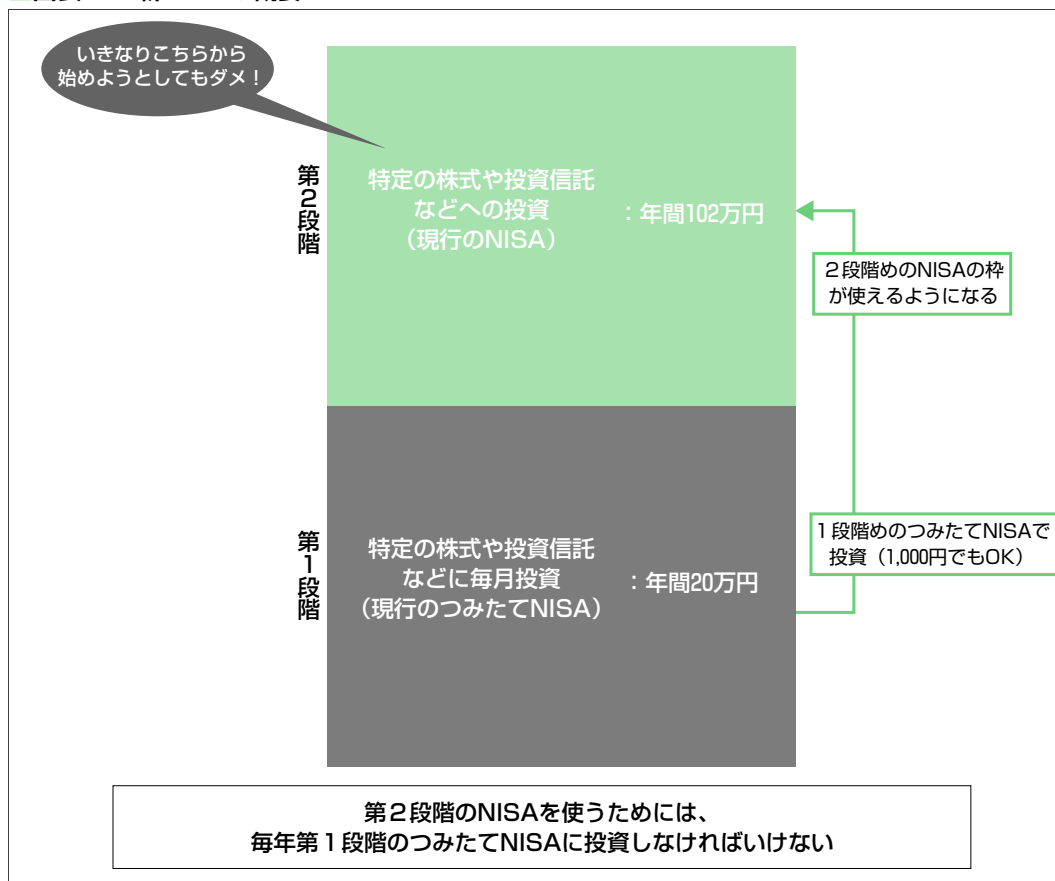 いきなりこちらから
始めようとしてもダメ！
第２段階
特定の株式や投資信託
などへの投資
（現行のNISA）
：年間102万円
２段階めのNISAの枠
が使えるようになる
第１段階
特定の株式や投資信託
などに毎月投資
（現行のつみたてNISA）
：年間20万円
１段階めのつみたてNISAで
投資（1,000円でもOK）
第２段階のNISAを使うためには、
毎年第１段階のつみたてNISAに投資しなければいけない